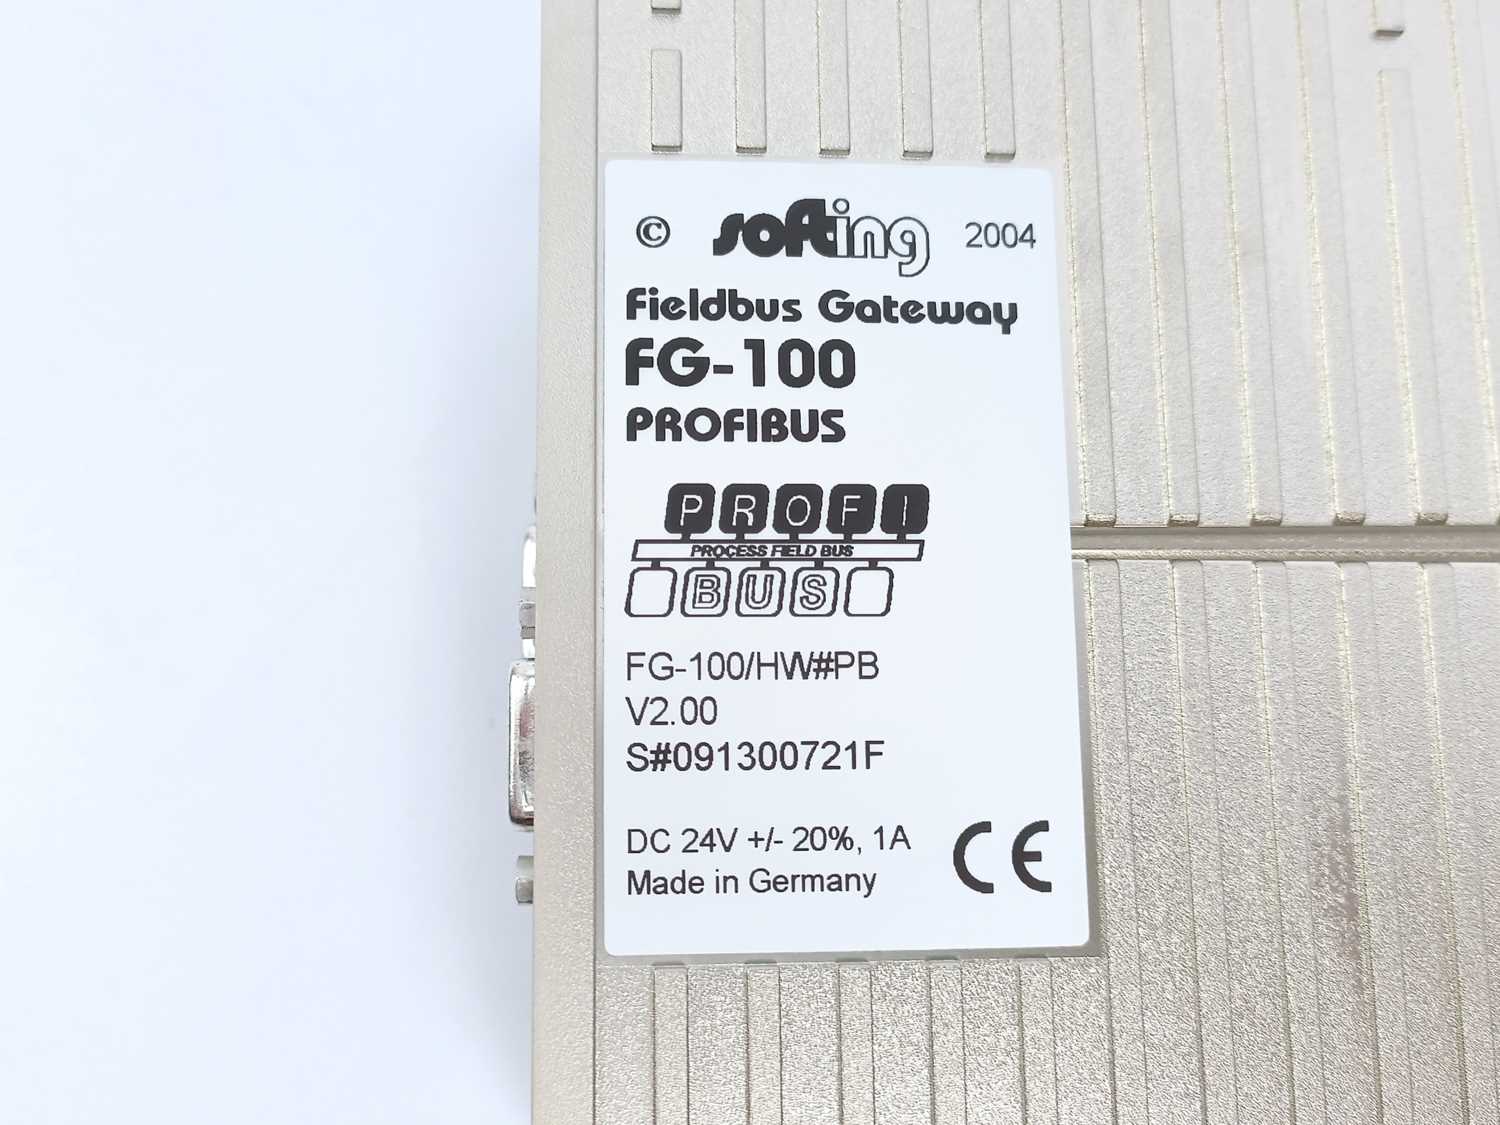 © softing 2004
Fieldbus Gateway
FG-100
PROFIBUS
PROFI
PROCESS FIELD BUS
BUS
FG-100/HW#PB
V2.00
S#091300721F
DC 24V +/- 20%, 1A
Made in Germany
CE